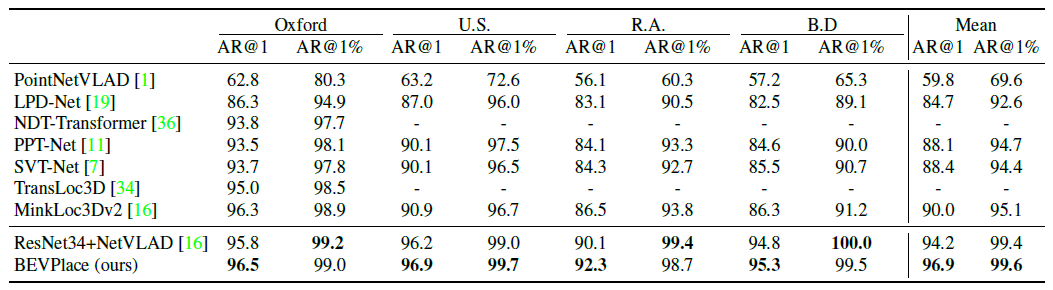 Oxford U.S. R.A. B.D Mean
AR@1 AR@1% AR@1 AR@1% AR@1 AR@1% AR@1 AR@1% AR@1 AR@1%
PointNetVLAD [1] 62.8 80.3 63.2 72.6 56.1 60.3 57.2 65.3 59.8 69.6
LPD-Net [19] 86.3 94.9 87.0 96.0 83.1 90.5 82.5 89.1 84.7 92.6
NDT-Transformer [36] 93.8 97.7 - - - - - - - -
PPT-Net [11] 93.5 98.1 90.1 97.5 84.1 93.3 84.6 90.0 88.1 94.7
SVT-Net [7] 93.7 97.8 90.1 96.5 84.3 92.7 85.5 90.7 88.4 94.4
TransLoc3D [34] 95.0 98.5 - - - - - - - -
MinkLoc3Dv2 [16] 96.3 98.9 90.9 96.7 86.5 93.8 86.3 91.2 90.0 95.1
ResNet34+NetVLAD [16] 95.8 99.2 96.2 99.0 90.1 99.4 94.8 100.0 94.2 99.4
BEVPlace (ours) 96.5 99.0 96.9 99.7 92.3 98.7 95.3 99.5 96.9 99.6